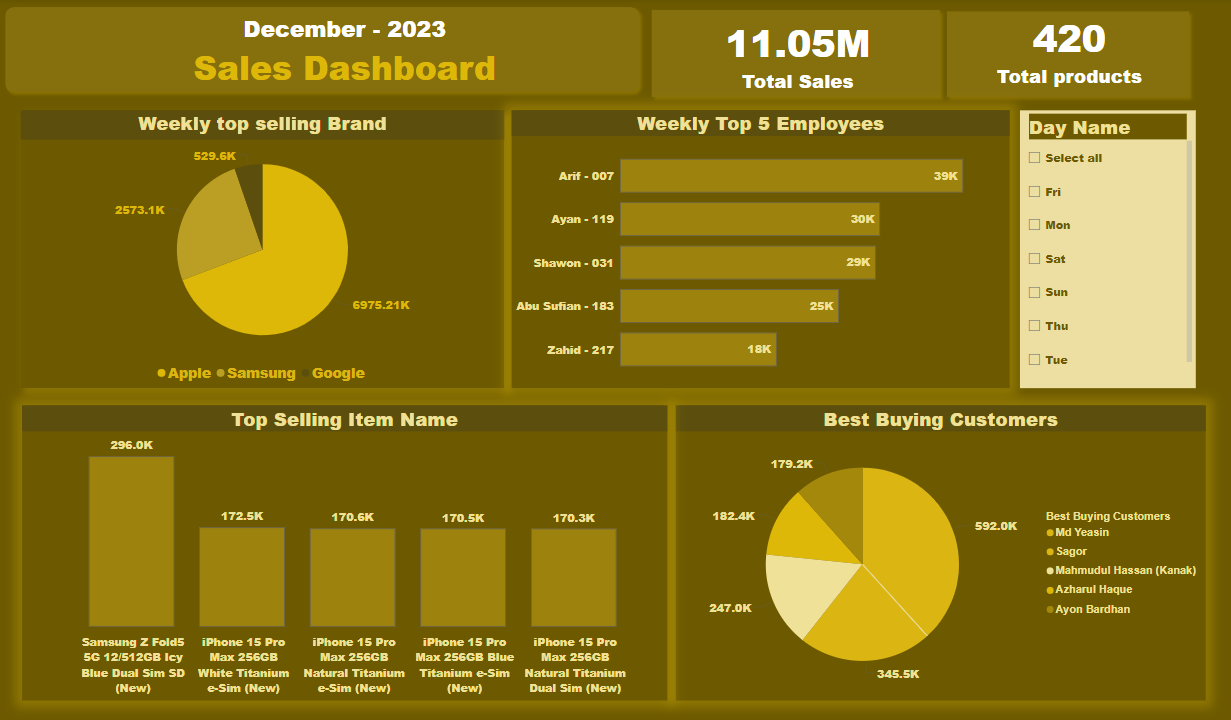 December - 2023
Sales Dashboard
11.05M
Total Sales
420
Total products
Weekly top selling Brand
529.6K
2573.1K
6975.21K
Apple Samsung Google
Weekly Top 5 Employees
Arif - 007 39K
Ayan - 119 30K
Shawon - 031 29K
Abu Sufian - 183 25K
Zahid - 217 18K
Day Name
Select all
Fri
Mon
Sat
Sun
Thu
Tue
Top Selling Item Name
296.0K
172.5K
170.6K
170.5K
170.3K
Samsung Z Fold5
5G 12/512GB Icy
Blue Dual Sim SD
(New)
iPhone 15 Pro
Max 256GB
White Titanium
e-Sim (New)
iPhone 15 Pro
Max 256GB
Natural Titanium
e-Sim (New)
iPhone 15 Pro
Max 256GB Blue
Titanium e-Sim
(New)
iPhone 15 Pro
Max 256GB
Natural Titanium
Dual Sim (New)
Best Buying Customers
179.2K
182.4K
592.0K
247.0K
345.5K
Best Buying Customers
Md Yeasin
Sagor
Mahmudul Hassan (Kanak)
Azharul Haque
Ayon Bardhan